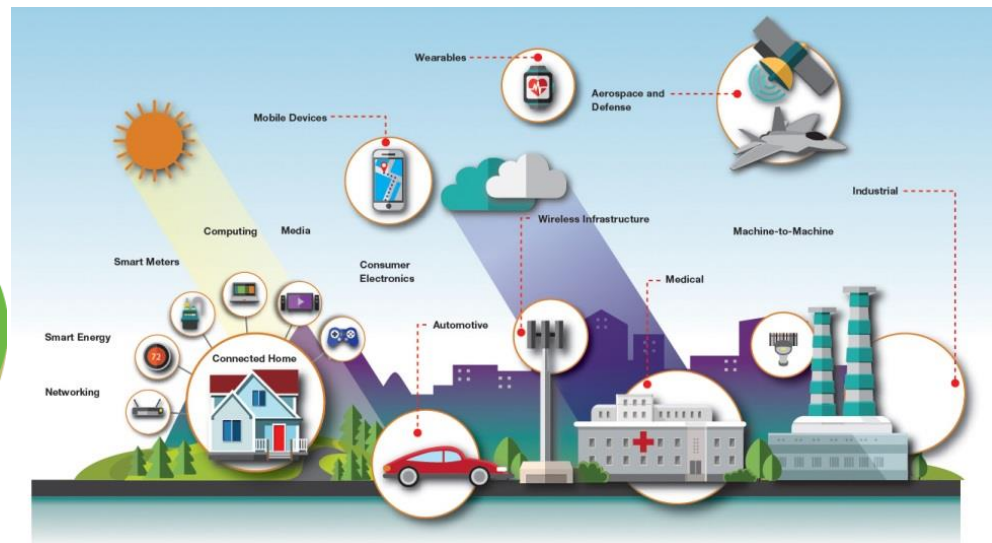 Wearables
Aerospace and
Defense
Mobile Devices
Industrial
Wireless Infrastructure
Computing
Media
Machine-to-Machine
Smart Meters
Consumer
Electronics
Medical
Automotive
Smart Energy
72
Connected Home
Networking